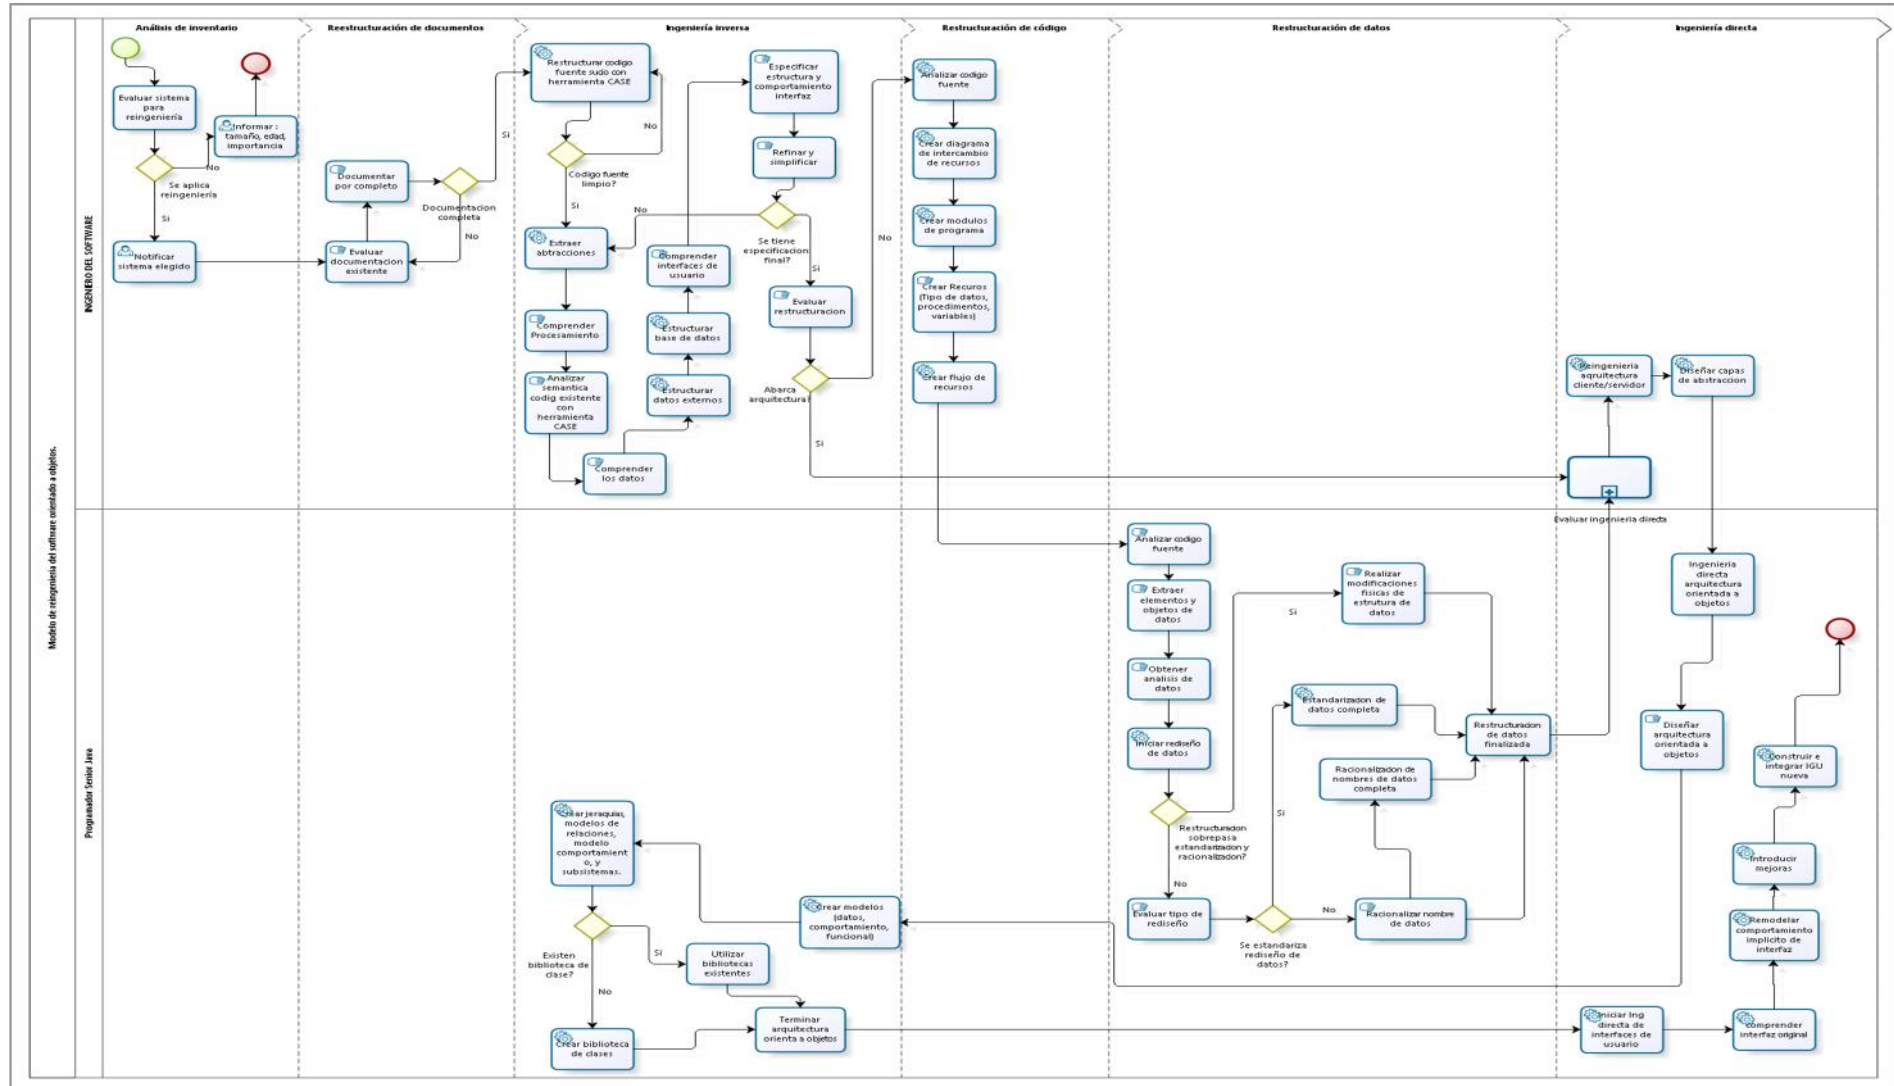 Análisis de inventario
Reestructuración de documentos
Ingeniería inversa
Restructuración de código
Restructuración de datos
Ingeniería directa
Modelo de reingenieria del software orientado a objetos.
INGENIERO DEL SOFTWARE
Evaluar sistema
para
reingeniería
Informar :
tamaño, edad,
importancia
No
Se aplica
reingeniería
Si
Notificar
sistema elegido
Documentar
por completo
Documentacion
completa
Si
No
Evaluar
documentacion
existente
Restructurar codigo
fuente sudo con
herramienta CASE
No
Codigo fuente
limpio?
Si
Extraer
abtracciones
Comprender
Procesamiento
Analizar
semantica
codig existente
con
herramienta
CASE
Comprender
los datos
Estructurar
datos externos
Estructurar
base de datos
Comprender
interfaces de
usuario
Especificar
estructura y
comportamiento
interfaz
Refinar y
simplificar
No
Se tiene
especificacion
final?
Si
Evaluar
restructuracion
Abarca
arquitectura?
No
Si
Analizar codigo
fuente
Crear diagrama
de intercambio
de recursos
Crear modulos
de programa
Crear Recuros
(Tipo de datos,
procedimentos,
variables)
Crear flujo de
recursos
Reingenieria
aqruitectura
cliente/servidor
Diseñar capas
de abstraccion
Evaluar ingenieria directa
Programador Senior Java
Analizar codigo
fuente
Extraer
elementos y
objetos de
datos
Obtener
analisis de
datos
Iniciar rediseño
de datos
Restructuracion
sobrepasa
estandarizacion y
racionalizacion?
Si
No
Realizar
modificaciones
fisicas de
estrutura de
datos
Estandarizacion de
datos completa
Racionalizacion de
nombres de datos
completa
Restructuracion
de datos
finalizada
Evaluar tipo de
rediseño
Se estandariza
rediseño de
datos?
Si
No
Racionalizar nombre
de datos
Ingenieria
directa
arquitectura
orientada a
objetos
Diseñar
arquitectura
orientada a
objetos
Crear modelos
(datos,
comportamiento,
funcional)
Crear jeraquias,
modelos de
relaciones,
modelo
comportamient
o, y
subsistemas.
Existen
biblioteca de
clase?
Si
No
Utilizar
bibliotecas
existentes
Crear biblioteca
de clases
Terminar
arquitectura
orienta a objetos
Iniciar Ing
directa de
interfaces de
usuario
Comprender
interfaz original
Remodelar
comportamiento
implicito de
interfaz
Introducir
mejoras
Construir e
integrar IGU
nueva